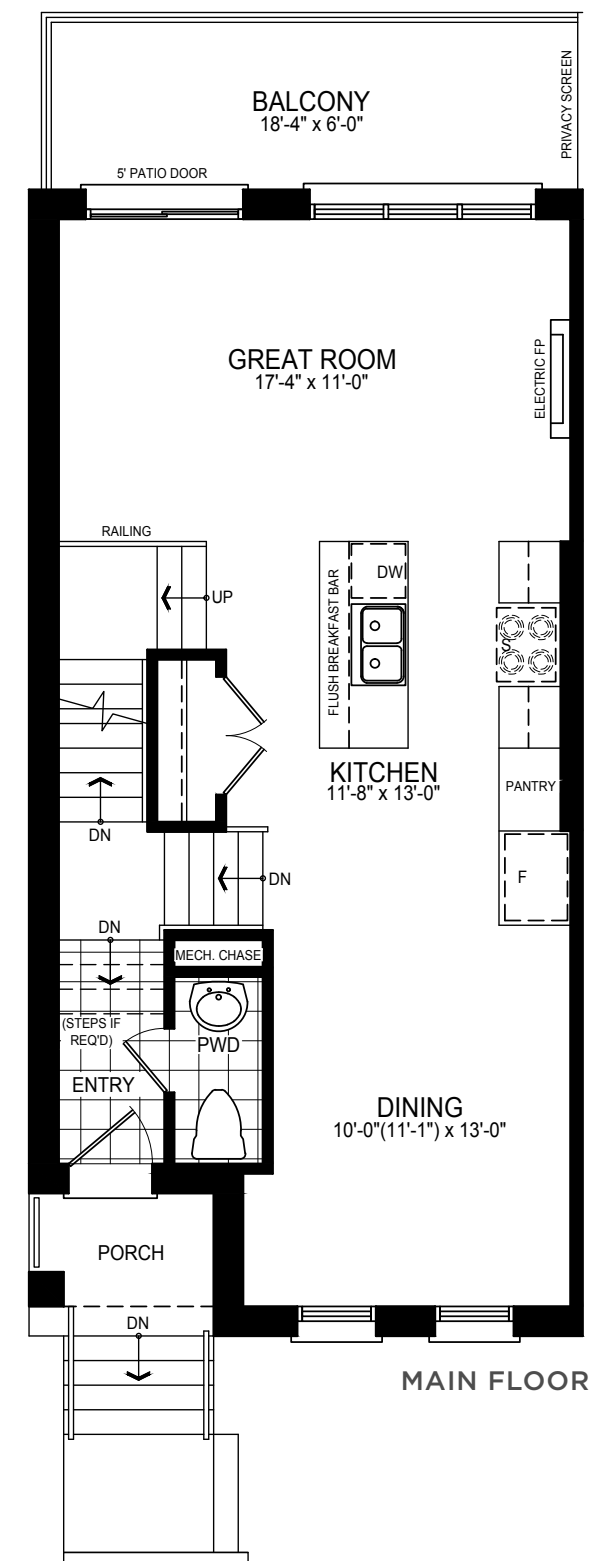 BALCONY
18'-4" x 6'-0"
PRIVACY SCREEN
5' PATIO DOOR
GREAT ROOM
17'-4" x 11'-0"
ELECTRIC FP
RAILING
UP
FLUSH BREAKFAST BAR
DW
S
KITCHEN
11'-8" x 13'-0"
PANTRY
DN
F
DN
DN
MECH. CHASE
(STEPS IF
REQ'D)
PWD
ENTRY
DINING
10'-0"(11'-1") x 13'-0"
PORCH
DN
MAIN FLOOR